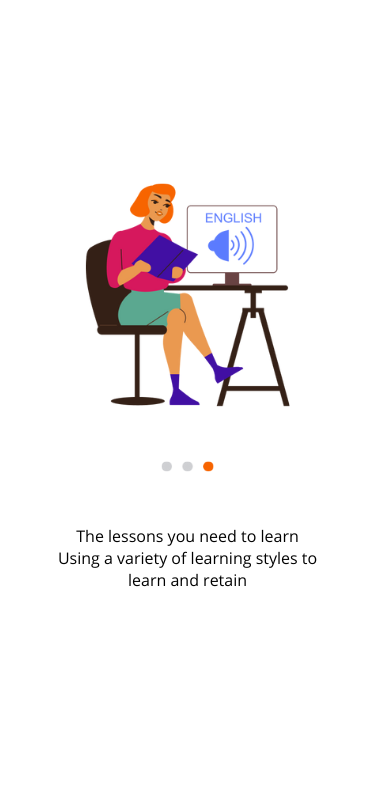 ENGLISH
The lessons you need to learn
Using a variety of learning styles to
learn and retain